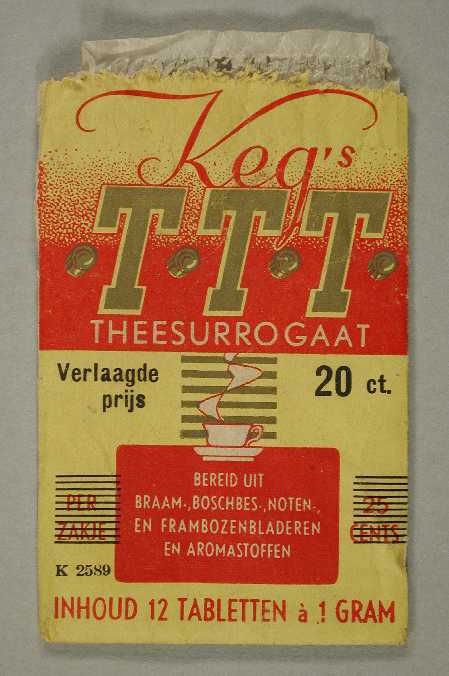 Keg's
T.T.T.
THEESURROGAAT
Verlaagde
prijs
20 ct.
BEREID UIT
BRAAM-, BOSCHBES-, NOTEN-,
EN FRAMBOZENBLADEREN
EN AROMASTOFFEN
PER
ZAKJE
25
CENTS
K 2589
INHOUD 12 TABLETTEN à 1 GRAM